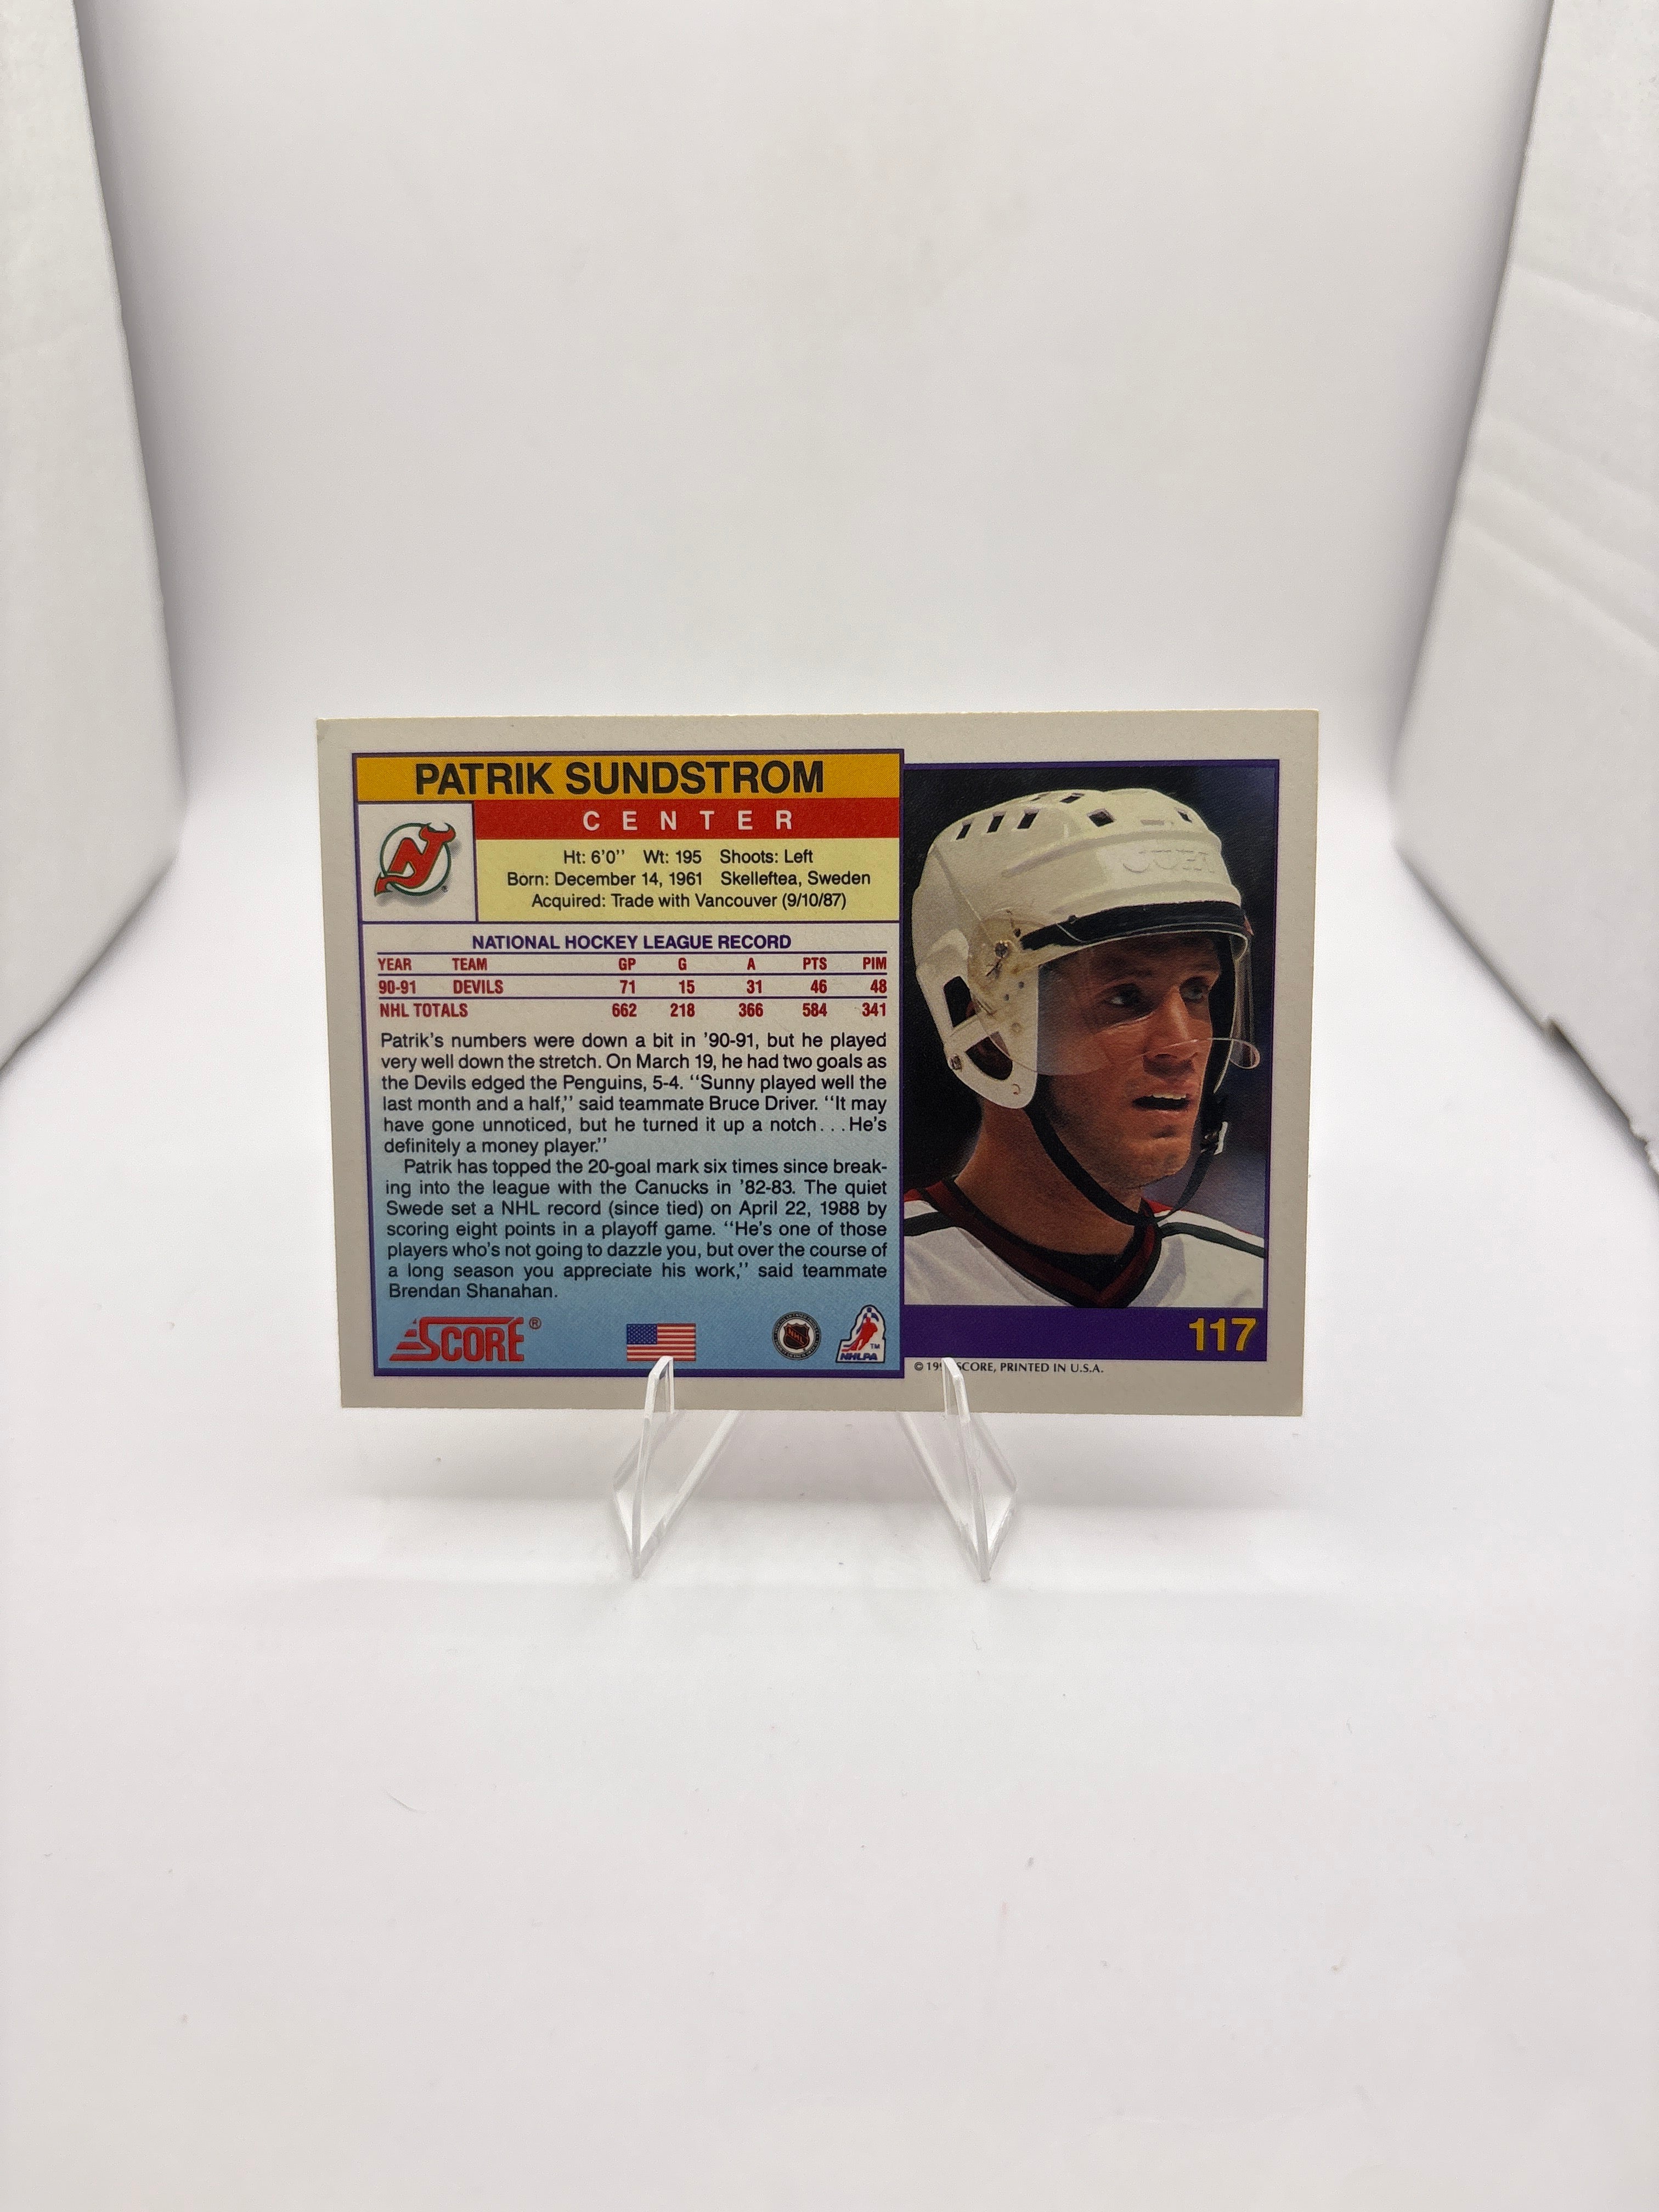 PATRIK SUNDSTROM
CENTER
Ht: 6'0'' Wt: 195 Shoots: Left
Born: December 14, 1961 Skelleftea, Sweden
Acquired: Trade with Vancouver (9/10/87)
NATIONAL HOCKEY LEAGUE RECORD
YEAR TEAM GP G A PTS PIM
90-91 DEVILS 71 15 31 46 48
NHL TOTALS 662 218 366 584 341
Patrik's numbers were down a bit in '90-91, but he played
very well down the stretch. On March 19, he had two goals as
the Devils edged the Penguins, 5-4. ''Sunny played well the
last month and a half,'' said teammate Bruce Driver. ''It may
have gone unnoticed, but he turned it up a notch...He's
definitely a money player.''
Patrik has topped the 20-goal mark six times since break-
ing into the league with the Canucks in '82-83. The quiet
Swede set a NHL record (since tied) on April 22, 1988 by
scoring eight points in a playoff game. ''He's one of those
players who's not going to dazzle you, but over the course of
a long season you appreciate his work,'' said teammate
Brendan Shanahan.
SCORE®
NHLPA TM
117
© SCORE, PRINTED IN U.S.A.